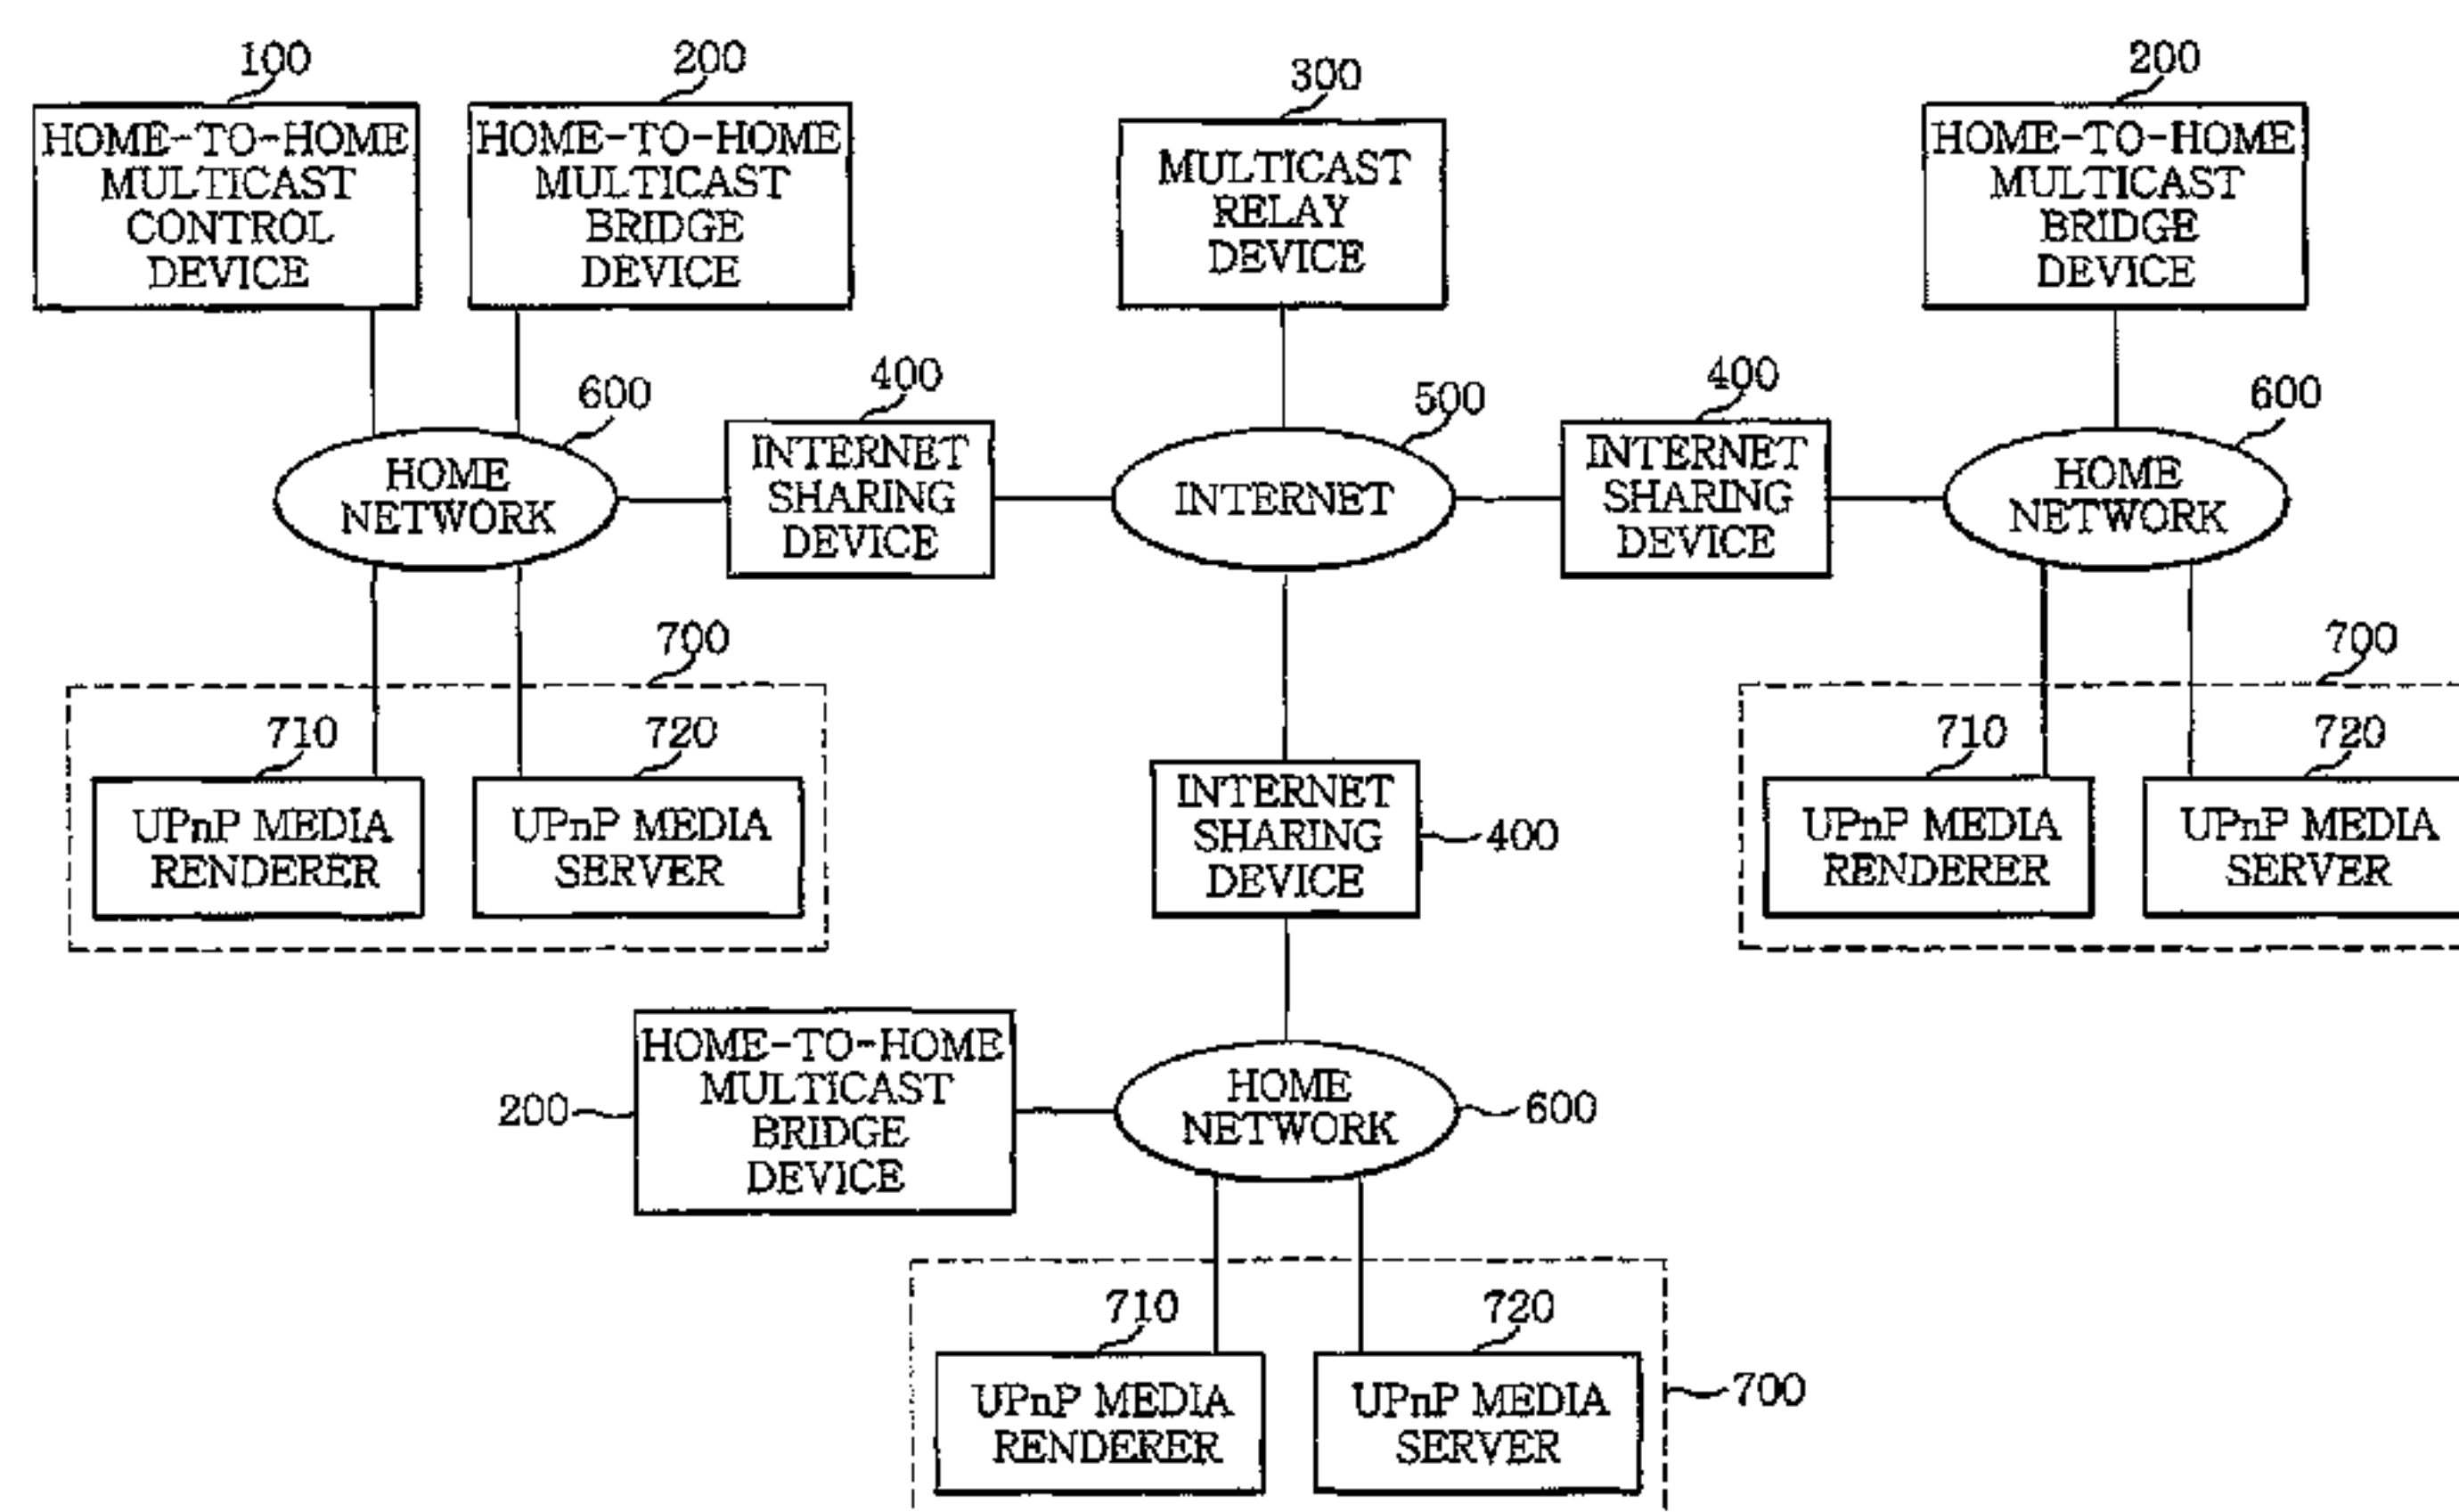 100
200
300
200
HOME-TO-HOME
MULTICAST
CONTROL
DEVICE
HOME-TO-HOME
MULTICAST
BRIDGE
DEVICE
MULTICAST
RELAY
DEVICE
HOME-TO-HOME
MULTICAST
BRIDGE
DEVICE
600
400
500
400
600
HOME
NETWORK
INTERNET
SHARING
DEVICE
INTERNET
INTERNET
SHARING
DEVICE
HOME
NETWORK
700
700
710
720
710
720
UPnP MEDIA
RENDERER
UPnP MEDIA
SERVER
INTERNET
SHARING
DEVICE
400
UPnP MEDIA
RENDERER
UPnP MEDIA
SERVER
200
HOME-TO-HOME
MULTICAST
BRIDGE
DEVICE
HOME
NETWORK
600
710
720
UPnP MEDIA
RENDERER
UPnP MEDIA
SERVER
700